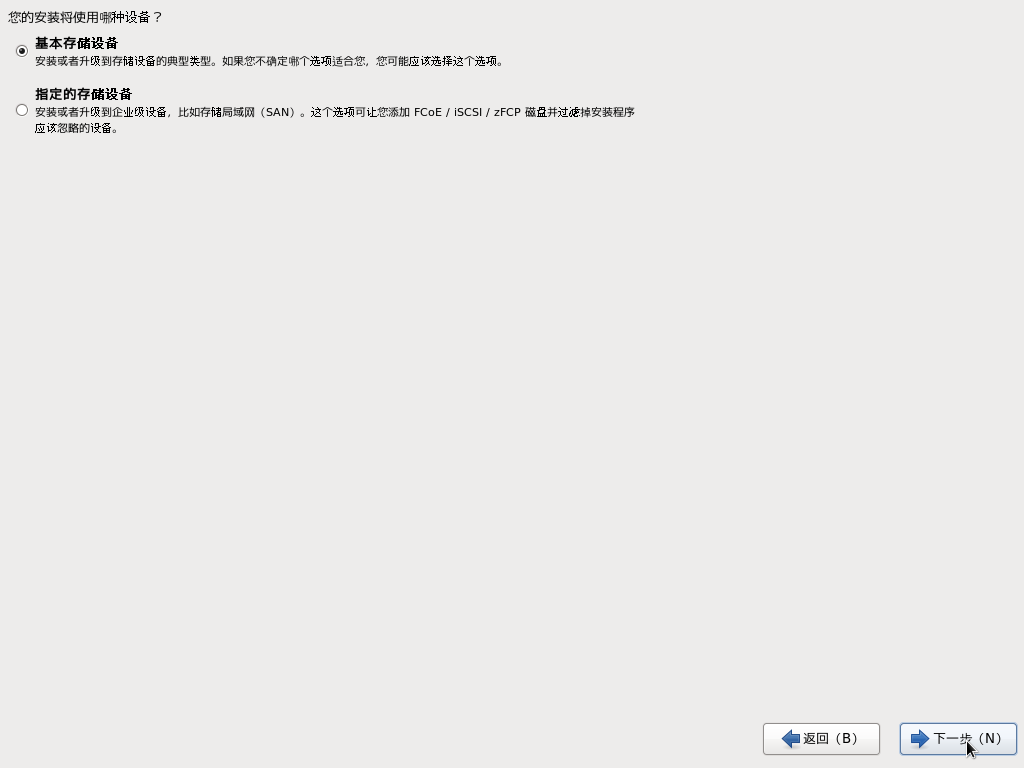 您的安装将使用哪种设备？
基本存储设备
安装或者升级到存储设备的典型类型。如果您不确定哪个选项适合您，您可能应该选择这个选项。
指定的存储设备
安装或者升级到企业级设备，比如存储局域网（SAN）。这个选项可让您添加 FCoE / iSCSI / zFCP 磁盘并过滤掉安装程序
应该忽略的设备。
返回（B）
下一步（N）